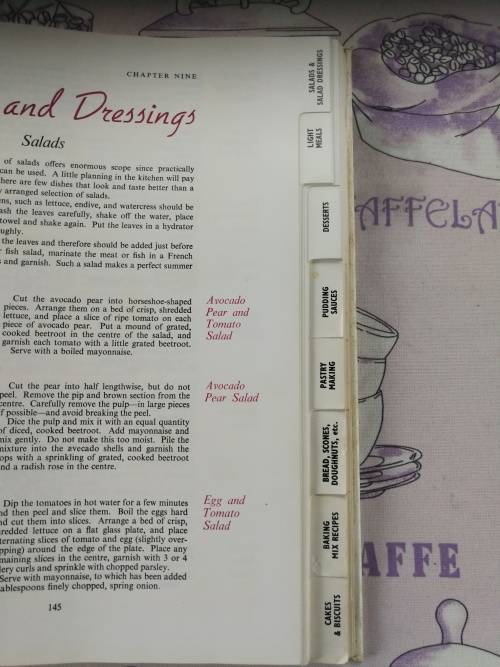 CHAPTER NINE
and Dressings
Salads
of salads offers enormous scope since practically
can be used. A little planning in the kitchen will pay
here are few dishes that look and taste better than a
arranged selection of salads.
ns, such as lettuce, endive, and watercress should be
ash the leaves carefully, shake off the water, place
towel and shake again. Put the leaves in a hydrator
ughly.
the leaves and therefore should be added just before
r fish salad, marinate the meat or fish in a French
and garnish. Such a salad makes a perfect summer
Cut the avocado pear into horseshoe-shaped
pieces. Arrange them on a bed of crisp, shredded
lettuce, and place a slice of ripe tomato on each
piece of avocado pear. Put a mound of grated,
cooked beetroot in the centre of the salad, and
garnish each tomato with a little grated beetroot.
Serve with a boiled mayonnaise.
Avocado
Pear and
Tomato
Salad
Cut the pear into half lengthwise, but do not
peel. Remove the pip and brown section from the
centre. Carefully remove the pulp—in large pieces
if possible—and avoid breaking the peel.
Dice the pulp and mix it with an equal quantity
of diced, cooked beetroot. Add mayonnaise and
mix gently. Do not make this too moist. Pile the
mixture into the avocado shells and garnish the
ops with a sprinkling of grated, cooked beetroot
nd a radish rose in the centre.
Avocado
Pear Salad
Dip the tomatoes in hot water for a few minutes
nd then peel and slice them. Boil the eggs hard
nd cut them into slices. Arrange a bed of crisp,
redded lettuce on a flat glass plate, and place
ternating slices of tomato and egg (slightly over-
pping) around the edge of the plate. Place any
maining slices in the centre, garnish with 3 or 4
lery curls and sprinkle with chopped parsley.
Serve with mayonnaise, to which has been added
ablespoons finely chopped, spring onion.
Egg and
Tomato
Salad
145
SALADS &
SALAD DRESSINGS
LIGHT
MEALS
DESSERTS
PUDDING
SAUCES
PASTRY
MAKING
BREAD, SCONES,
DOUGHNUTS, etc.
BAKING
MIX RECIPES
CAKES
& BISCUITS
AFFELA
AFFE